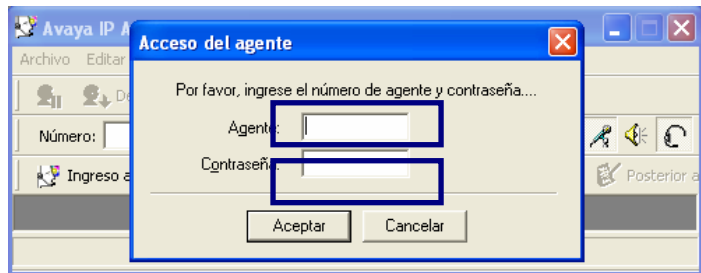 Avaya IP A
Acceso del agente
Archivo Editar
Por favor, ingrese el número de agente y contraseña....
De
Número:
Agente:
Ingreso a
Contraseña:
Posterior a
Aceptar
Cancelar